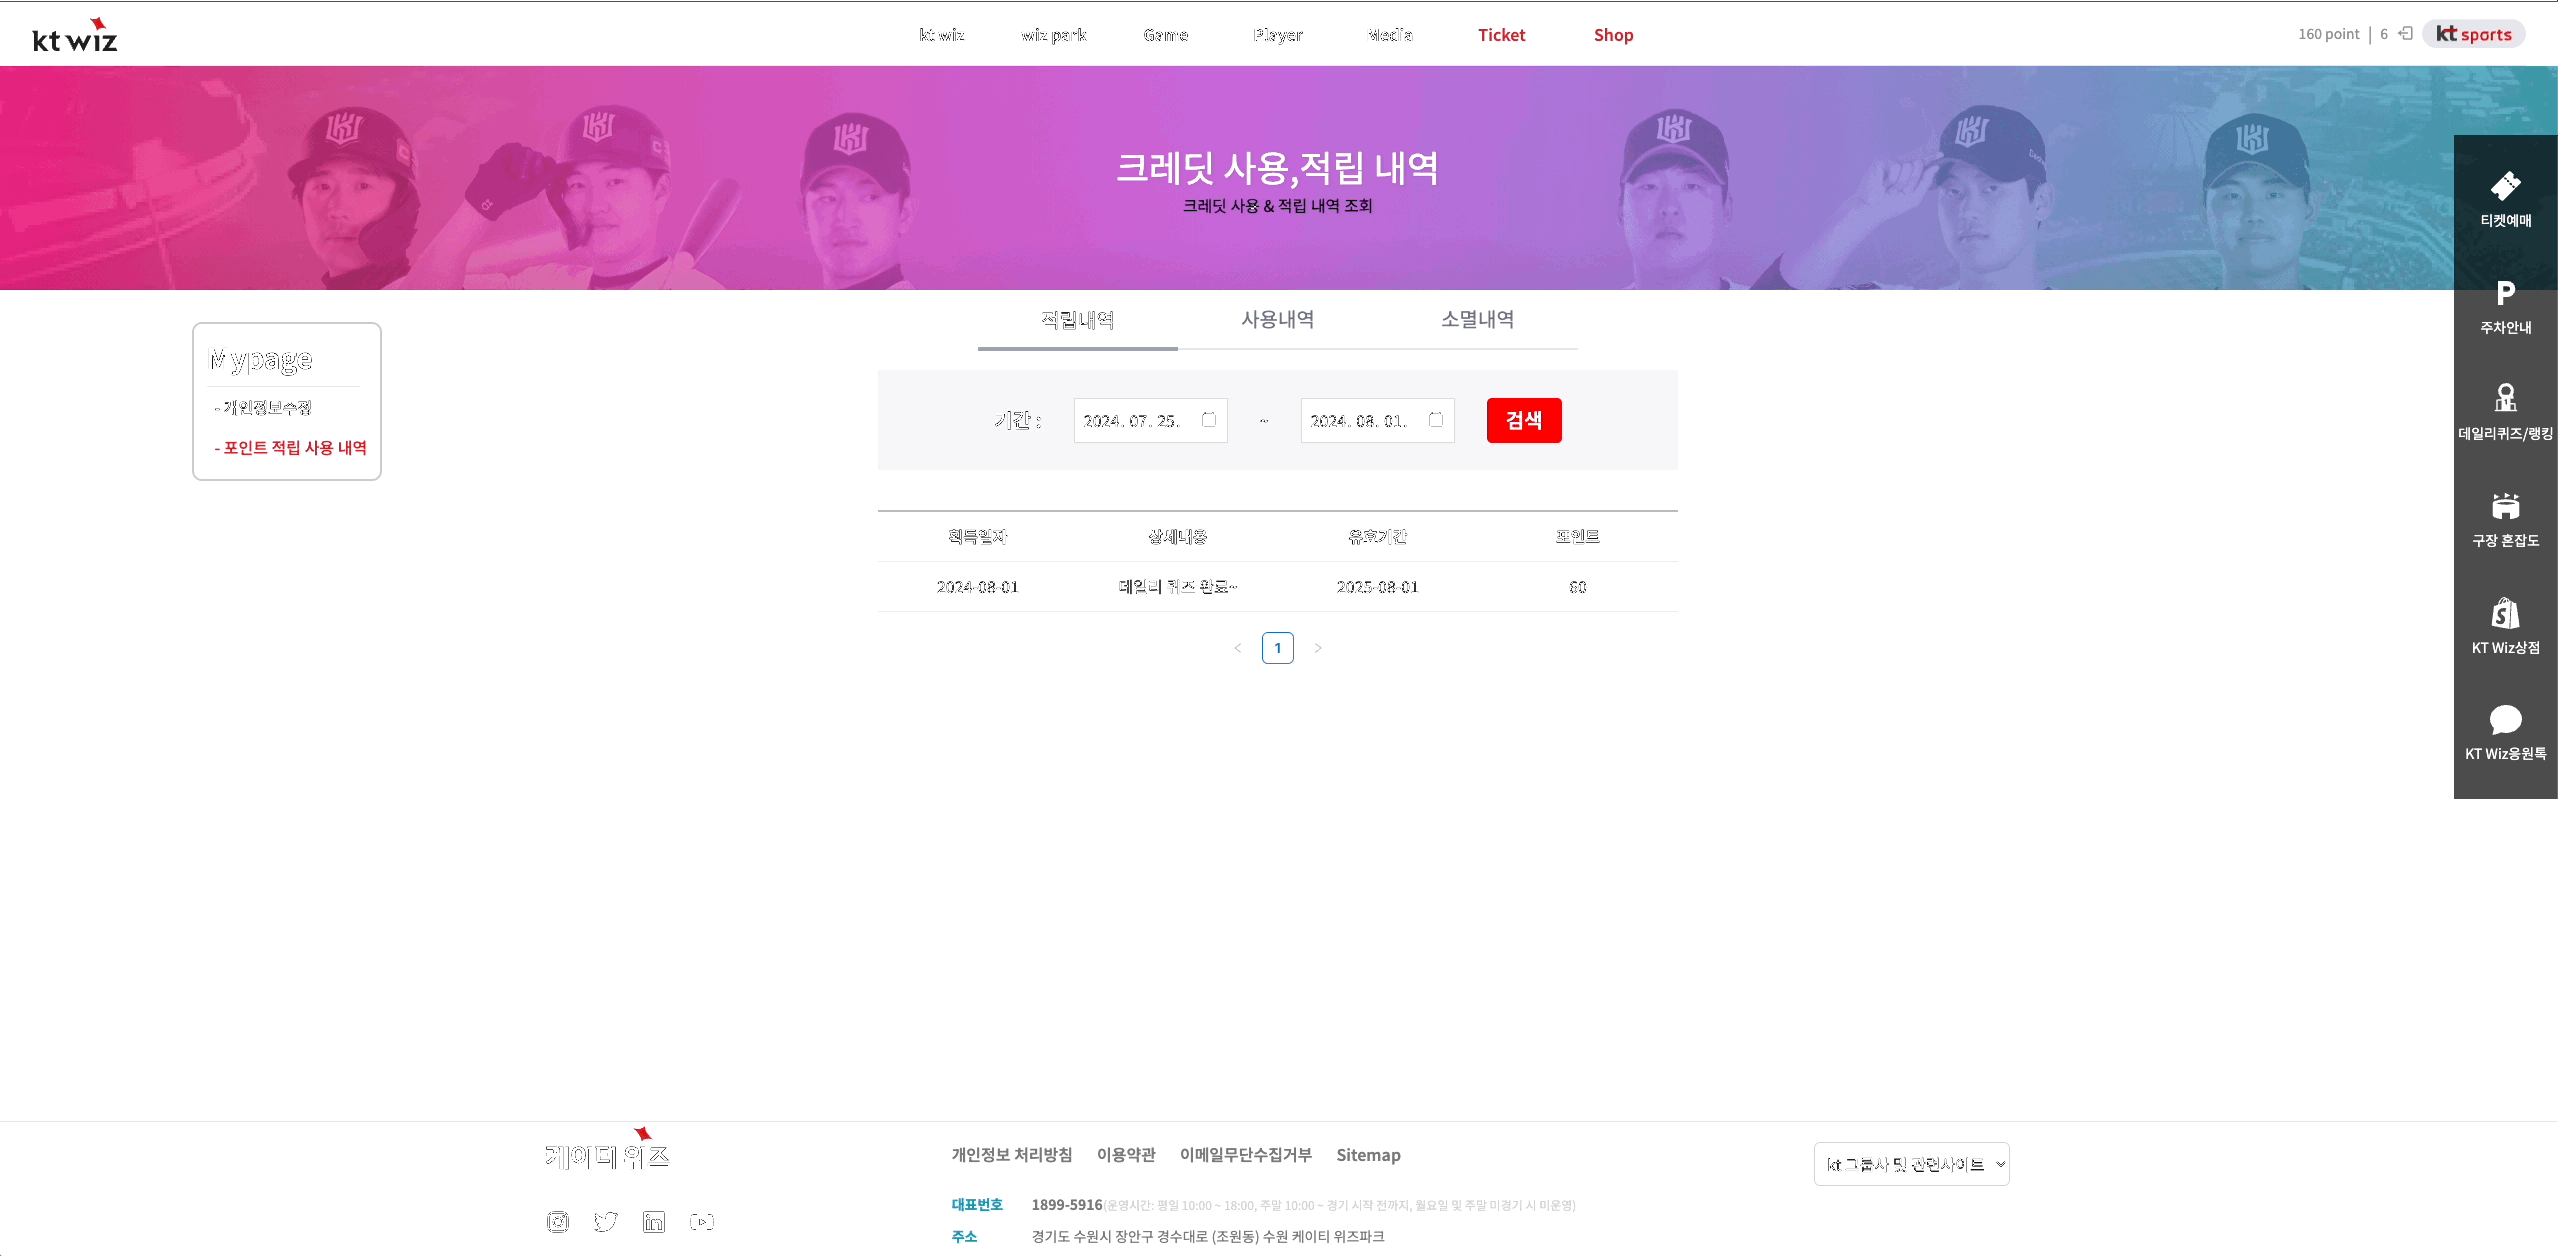 kt wiz
kt wiz wiz park Game Player Media Ticket Shop
160 point | 6
kt sports
크레딧 사용,적립 내역
크레딧 사용 & 적립 내역 조회
티켓예매
주차안내
데일리퀴즈/랭킹
구장 혼잡도
KT Wiz상점
KT Wiz응원톡
Mypage
- 개인정보수정
- 포인트 적립 사용 내역
적립내역 사용내역 소멸내역
기간 : 2024. 07. 25. ~ 2024. 08. 01. 검색
획득일자 상세내용 유효기간 포인트
2024-08-01 데일리 퀴즈 완료~ 2025-08-01 60
< 1 >
케이티 위즈
개인정보 처리방침 이용약관 이메일무단수집거부 Sitemap
kt 그룹사 및 관련사이트
대표번호 1899-5916(운영시간: 평일 10:00 ~ 18:00, 주말 10:00 ~ 경기 시작 전까지, 월요일 및 주말 미경기 시 미운영)
주소 경기도 수원시 장안구 경수대로 (조원동) 수원 케이티 위즈파크